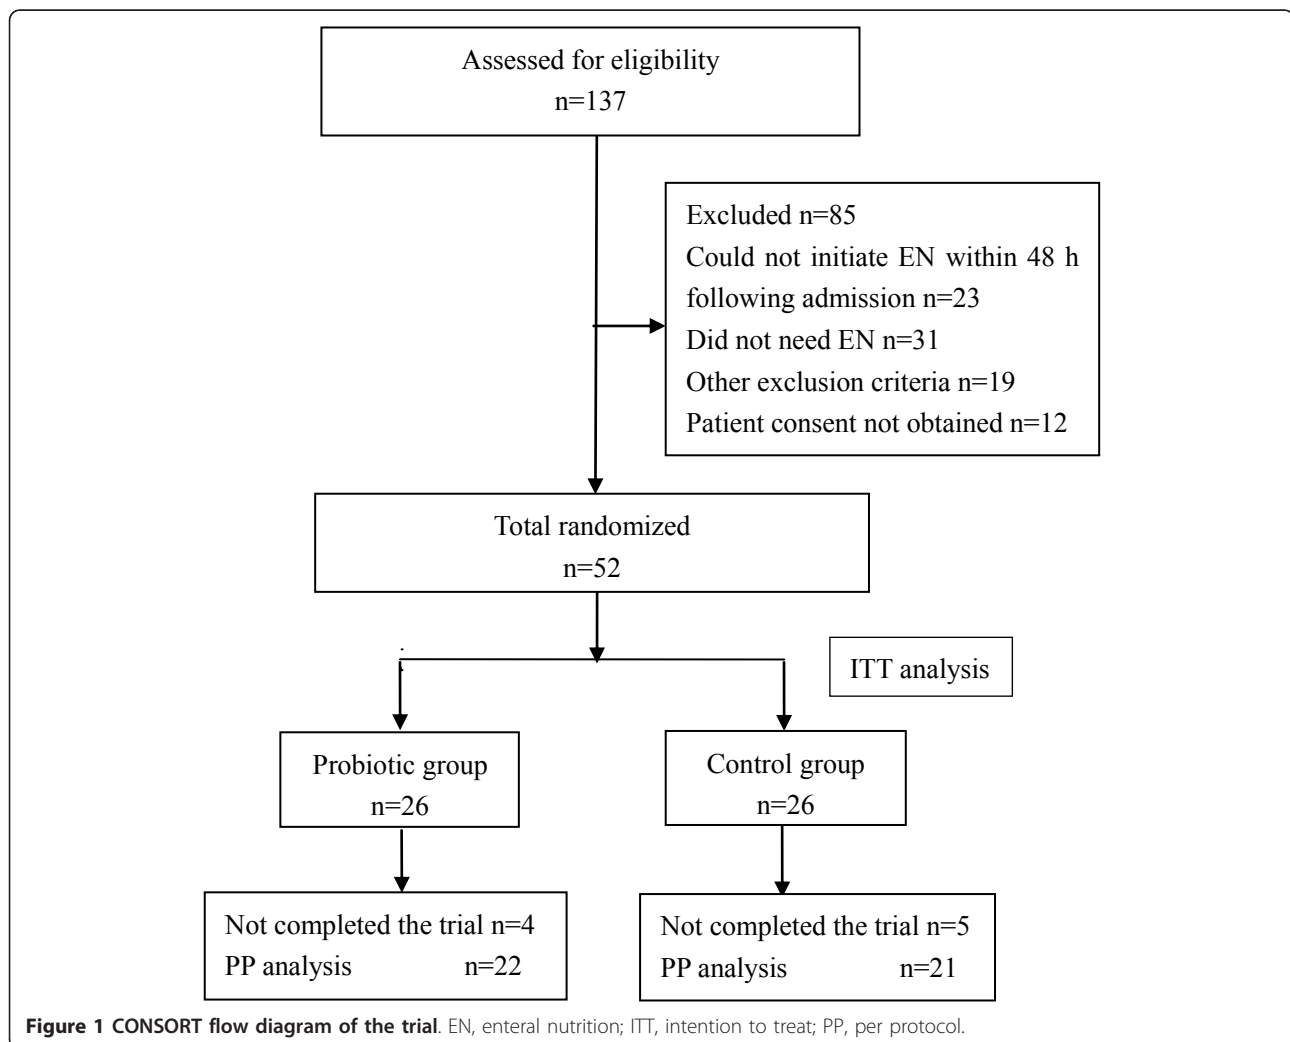 Assessed for eligibility
n=137
Excluded n=85
Could not initiate EN within 48 h
following admission n=23
Did not need EN n=31
Other exclusion criteria n=19
Patient consent not obtained n=12
Total randomized
n=52
ITT analysis
Probiotic group
n=26
Control group
n=26
Not completed the trial n=4
PP analysis n=22
Not completed the trial n=5
PP analysis n=21
Figure 1 CONSORT flow diagram of the trial. EN, enteral nutrition; ITT, intention to treat; PP, per protocol.